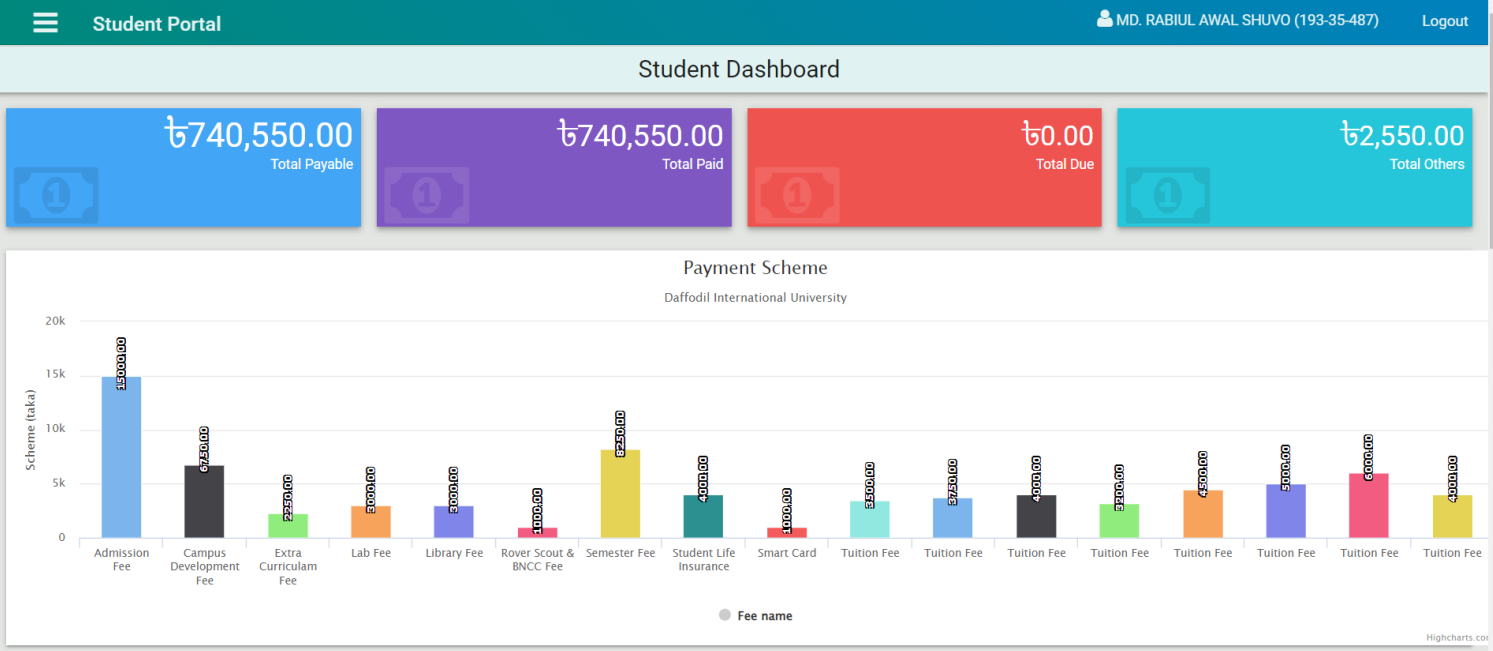 Student Portal
MD. RABIUL AWAL SHUVO (193-35-487)
Logout
Student Dashboard
৳740,550.00
Total Payable
1
৳740,550.00
Total Paid
1
৳0.00
Total Due
1
৳2,550.00
Total Others
1
Payment Scheme
Daffodil International University
Scheme (taka)
20k
15k
10k
5k
0
15000.00
6750.00
2250.00
3000.00
3000.00
1000.00
8250.00
4000.00
1000.00
3500.00
3750.00
4000.00
3200.00
4500.00
5000.00
6000.00
4000.00
Admission
Fee
Campus
Development
Fee
Extra
Curriculam
Fee
Lab Fee
Library Fee
Rover Scout &
BNCC Fee
Semester Fee
Student Life
Insurance
Smart Card
Tuition Fee
Tuition Fee
Tuition Fee
Tuition Fee
Tuition Fee
Tuition Fee
Tuition Fee
Tuition Fee
Fee name
Highcharts.co